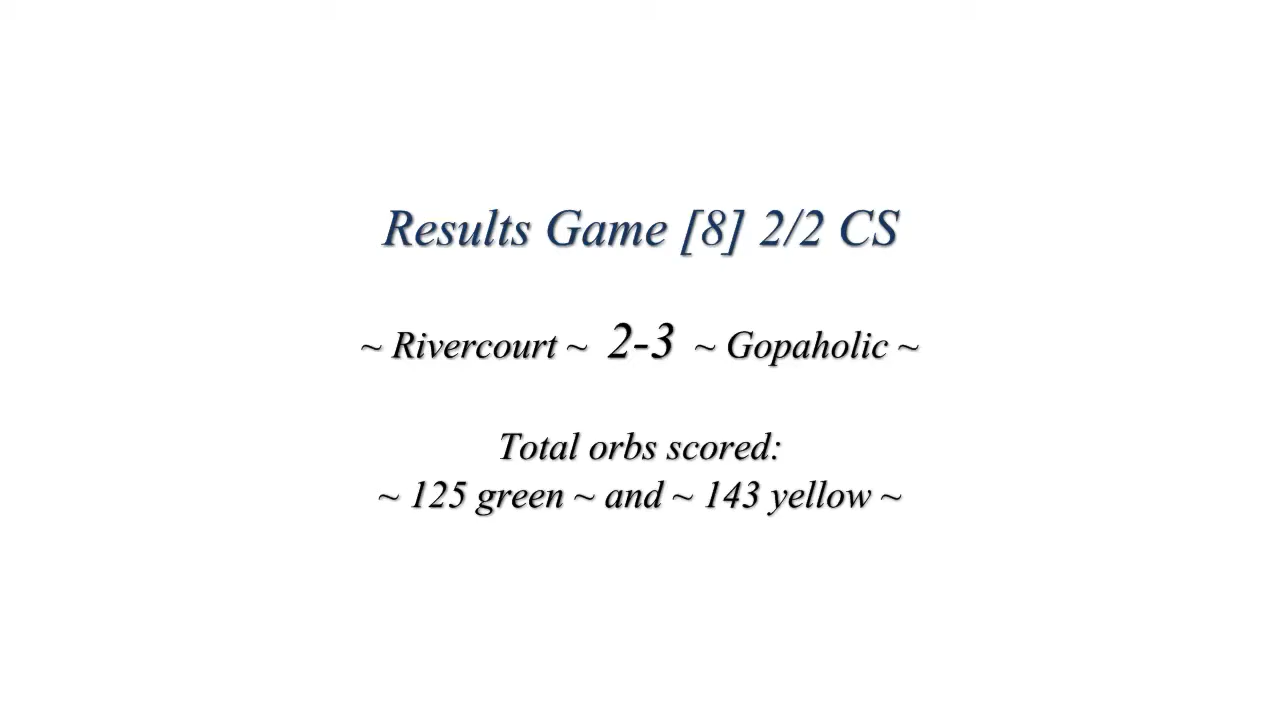 Results Game [8] 2/2 CS
~ Rivercourt ~ 2-3 ~ Gopaholic ~
Total orbs scored:
~ 125 green ~ and ~ 143 yellow ~